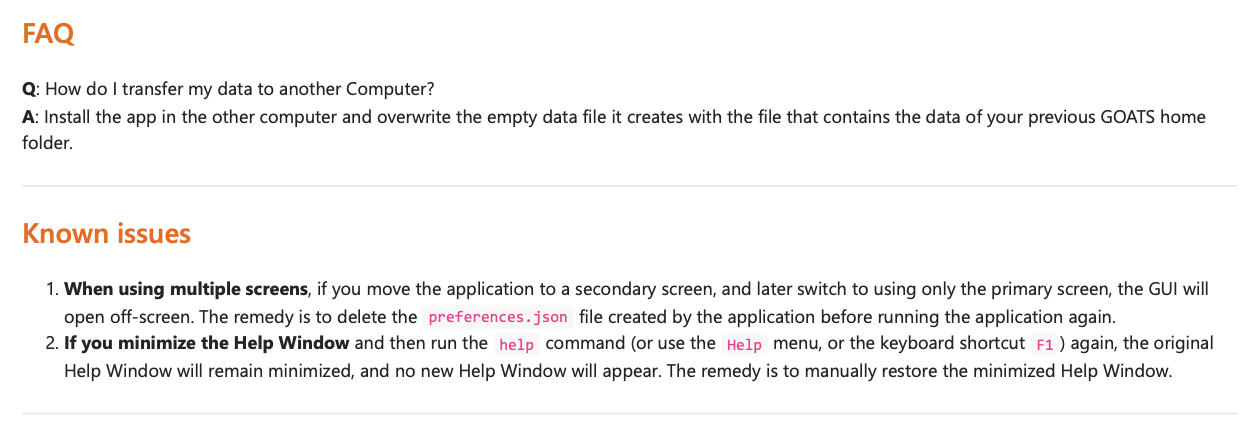 FAQ
Q: How do I transfer my data to another Computer?
A: Install the app in the other computer and overwrite the empty data file it creates with the file that contains the data of your previous GOATS home
folder.
Known issues
1. When using multiple screens, if you move the application to a secondary screen, and later switch to using only the primary screen, the GUI will
open off-screen. The remedy is to delete the preferences.json file created by the application before running the application again.
2. If you minimize the Help Window and then run the help command (or use the Help menu, or the keyboard shortcut F1 ) again, the original
Help Window will remain minimized, and no new Help Window will appear. The remedy is to manually restore the minimized Help Window.